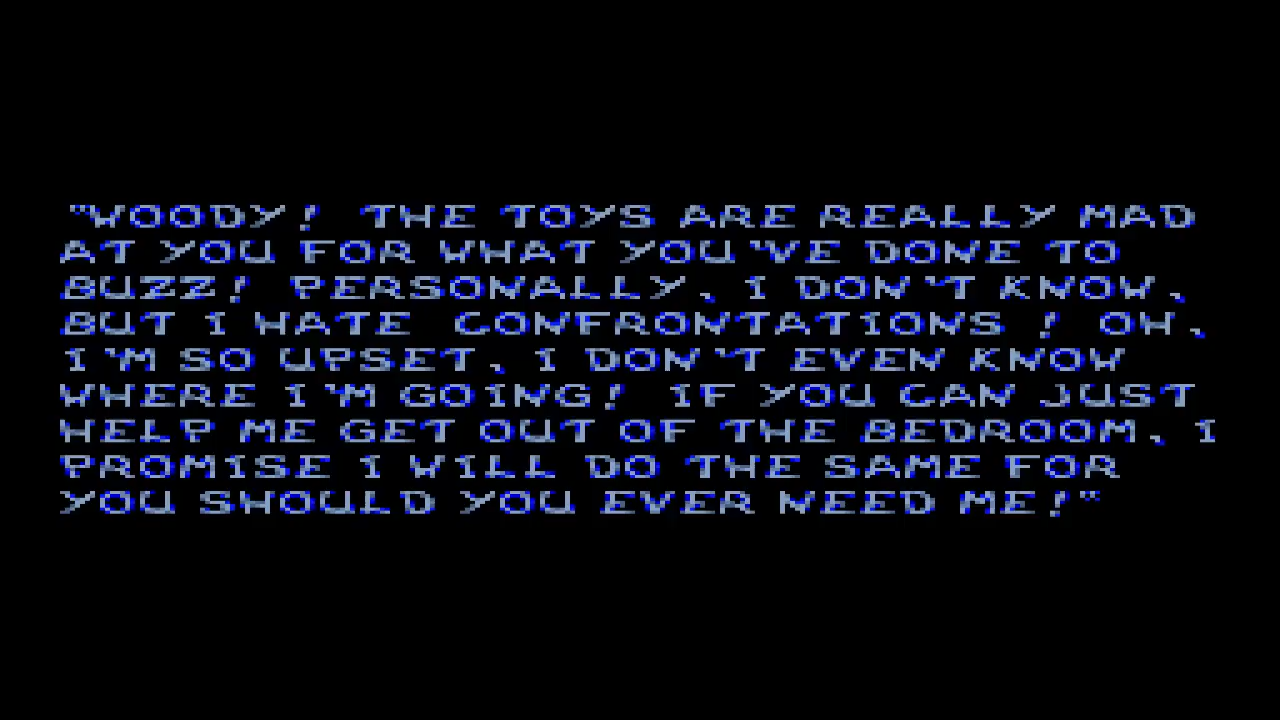 "WOODY! THE TOYS ARE REALLY MAD
AT YOU FOR WHAT YOU'VE DONE TO
BUZZ! PERSONALLY, I DON'T KNOW,
BUT I HATE CONFRONTATIONS ! OH,
I'M SO UPSET, I DON'T EVEN KNOW
WHERE I'M GOING! IF YOU CAN JUST
HELP ME GET OUT OF THE BEDROOM, I
PROMISE I WILL DO THE SAME FOR
YOU SHOULD YOU EVER NEED ME!"